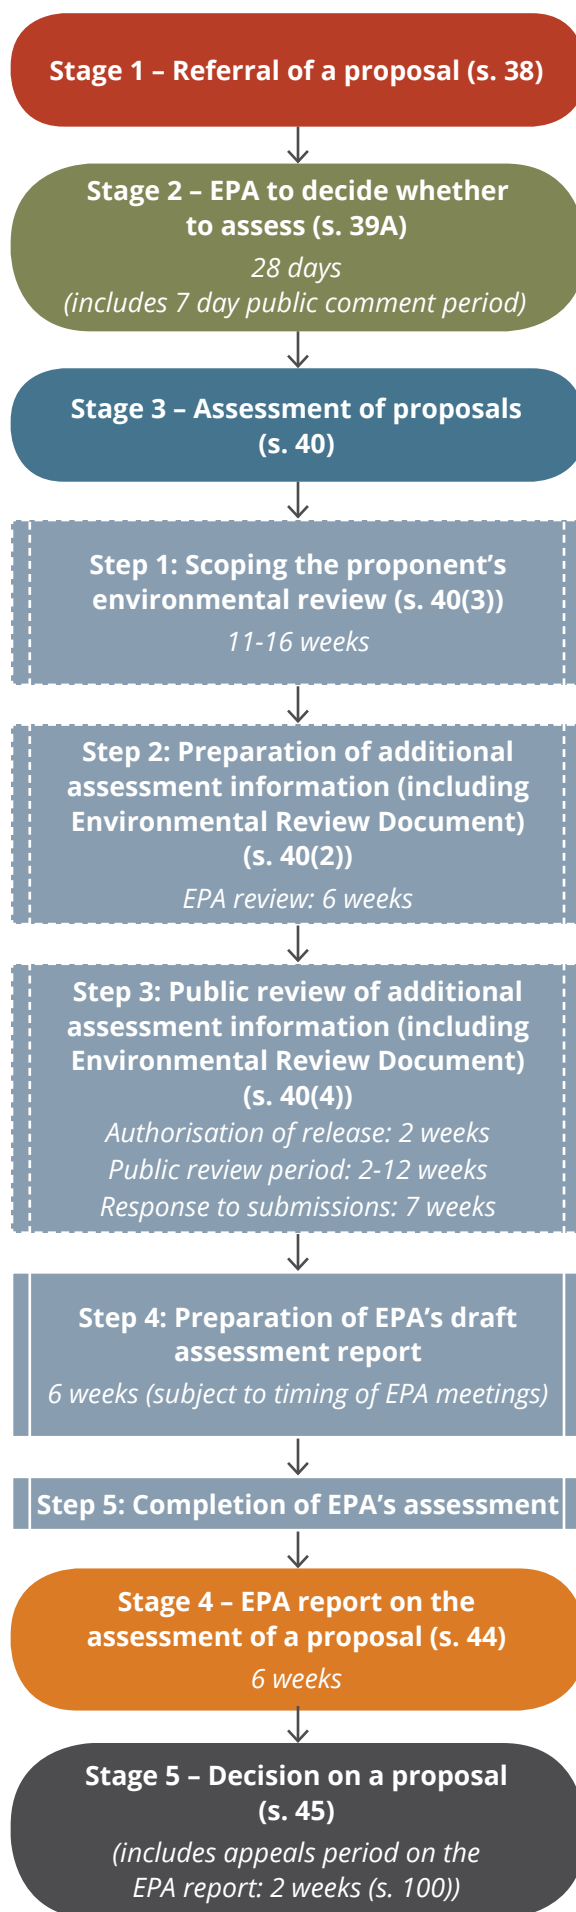 Stage 1 – Referral of a proposal (s. 38)
Stage 2 – EPA to decide whether
to assess (s. 39A)
28 days
(includes 7 day public comment period)
Stage 3 – Assessment of proposals
(s. 40)
Step 1: Scoping the proponent’s
environmental review (s. 40(3))
11-16 weeks
Step 2: Preparation of additional
assessment information (including
Environmental Review Document)
(s. 40(2))
EPA review: 6 weeks
Step 3: Public review of additional
assessment information (including
Environmental Review Document)
(s. 40(4))
Authorisation of release: 2 weeks
Public review period: 2-12 weeks
Response to submissions: 7 weeks
Step 4: Preparation of EPA’s draft
assessment report
6 weeks (subject to timing of EPA meetings)
Step 5: Completion of EPA’s assessment
Stage 4 – EPA report on the
assessment of a proposal (s. 44)
6 weeks
Stage 5 – Decision on a proposal
(s. 45)
(includes appeals period on the
EPA report: 2 weeks (s. 100))